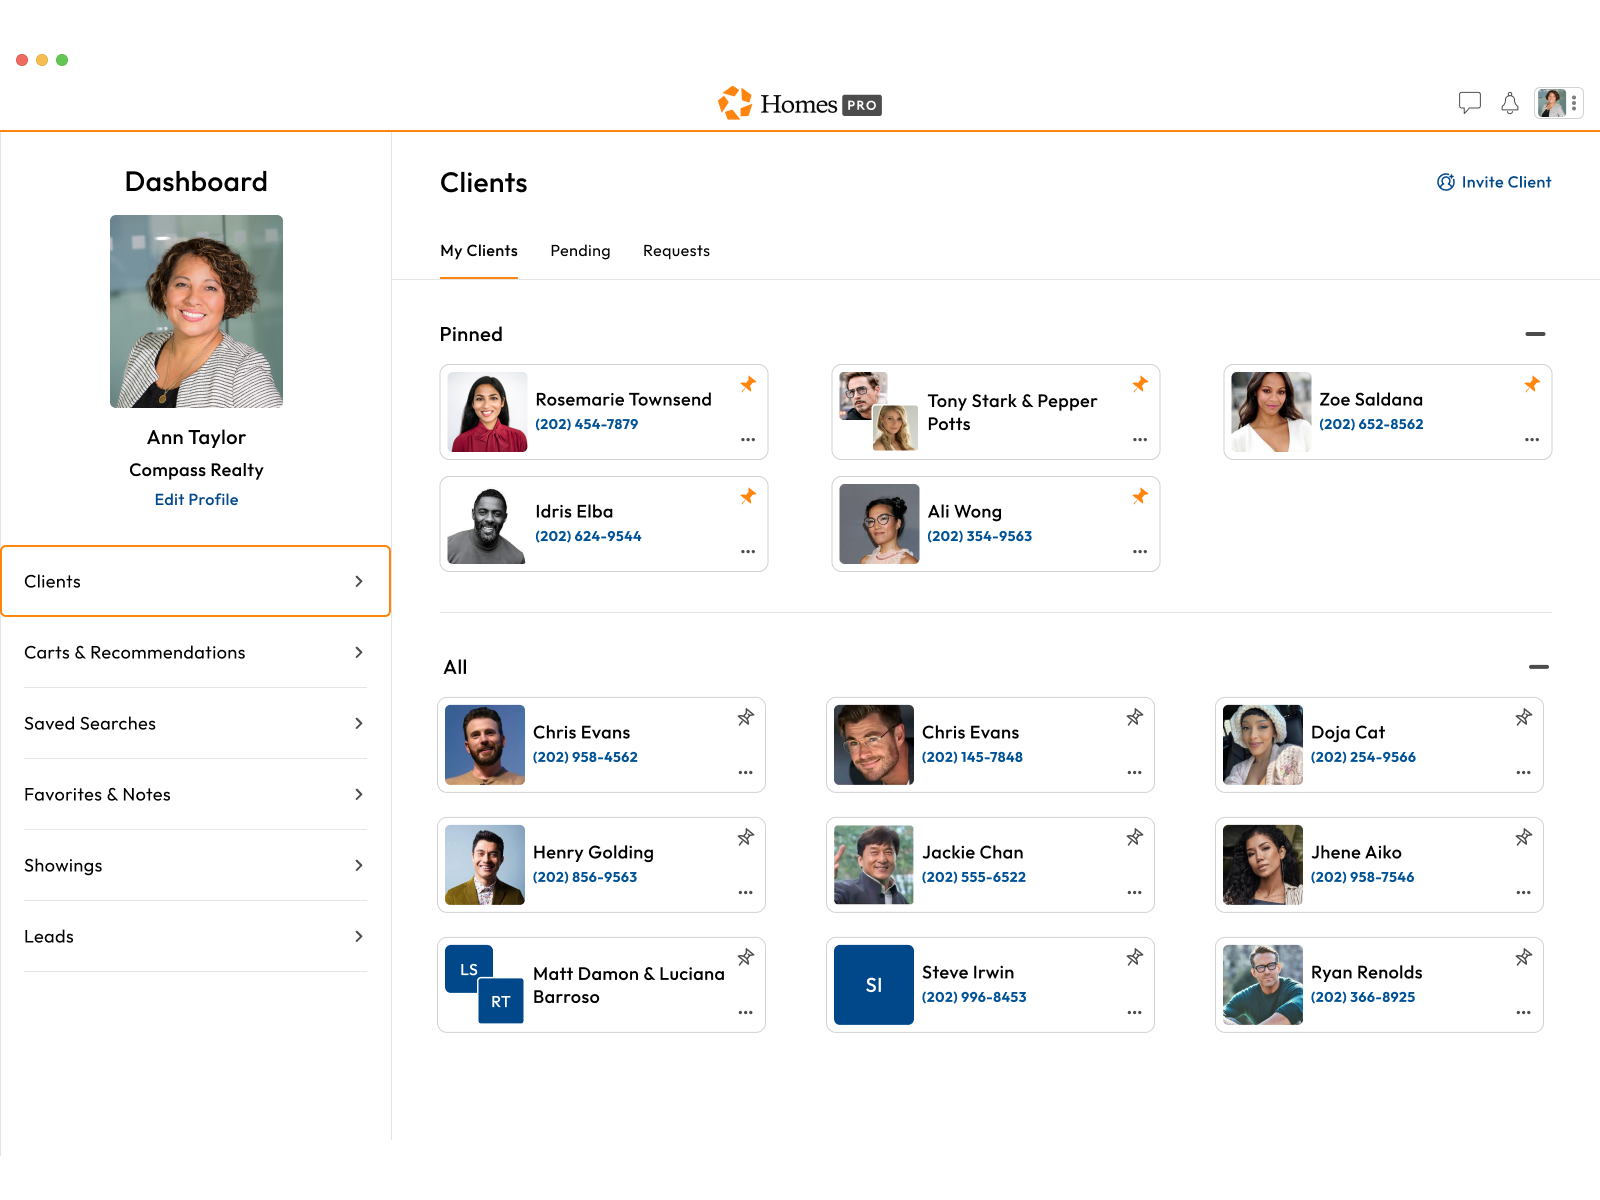 Homes PRO
Dashboard
Ann Taylor
Compass Realty
Edit Profile
Clients
Carts & Recommendations
Saved Searches
Favorites & Notes
Showings
Leads
Clients
Invite Client
My Clients
Pending
Requests
Pinned
Rosemarie Townsend
(202) 454-7879
Tony Stark & Pepper
Potts
Zoe Saldana
(202) 652-8562
Idris Elba
(202) 624-9544
Ali Wong
(202) 354-9563
All
Chris Evans
(202) 958-4562
Chris Evans
(202) 145-7848
Doja Cat
(202) 254-9566
Henry Golding
(202) 856-9563
Jackie Chan
(202) 555-6522
Jhene Aiko
(202) 958-7546
LS
RT
Matt Damon & Luciana
Barroso
SI
Steve Irwin
(202) 996-8453
Ryan Renolds
(202) 366-8925